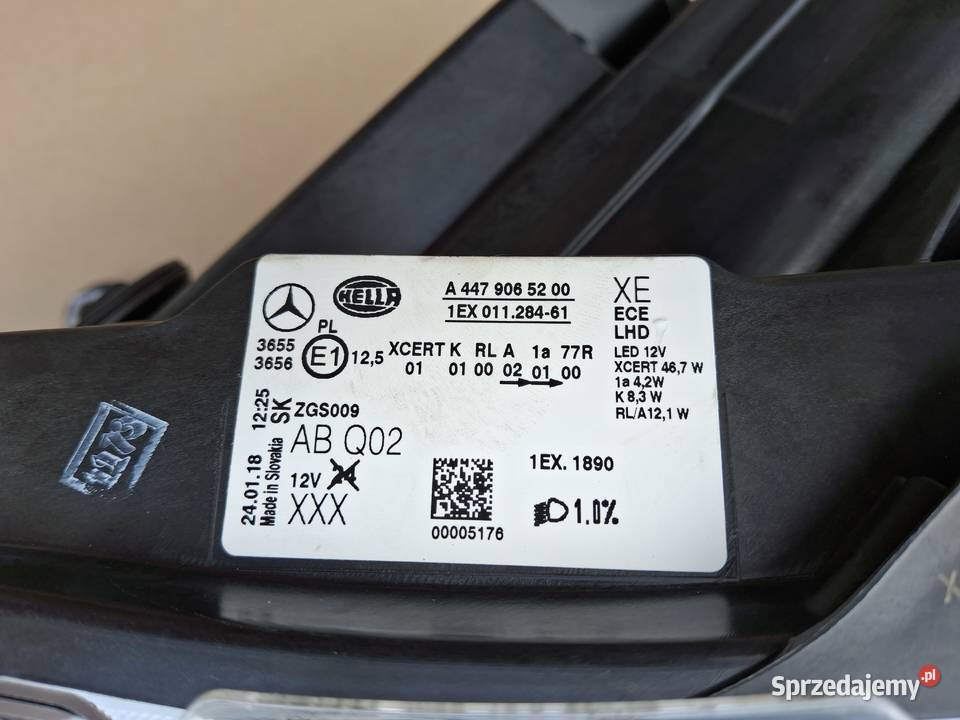 HELLA
A 447 906 52 00
1EX 011.284-61
XE
ECE
LHD
LED 12V
XCERT 46,7 W
1a 4,2W
K 8,3 W
RL/A12,1 W
PL
3655
3656
E1
12,5
XCERT K RL A 1a 77R
01 01 00 02 01 00
24.01.18 12:25
Made in Slovakia
SK
ZGS009
AB Q02
12V
XXX
00005176
1EX. 1890
1.0%
X
Sprzedajemy.pl